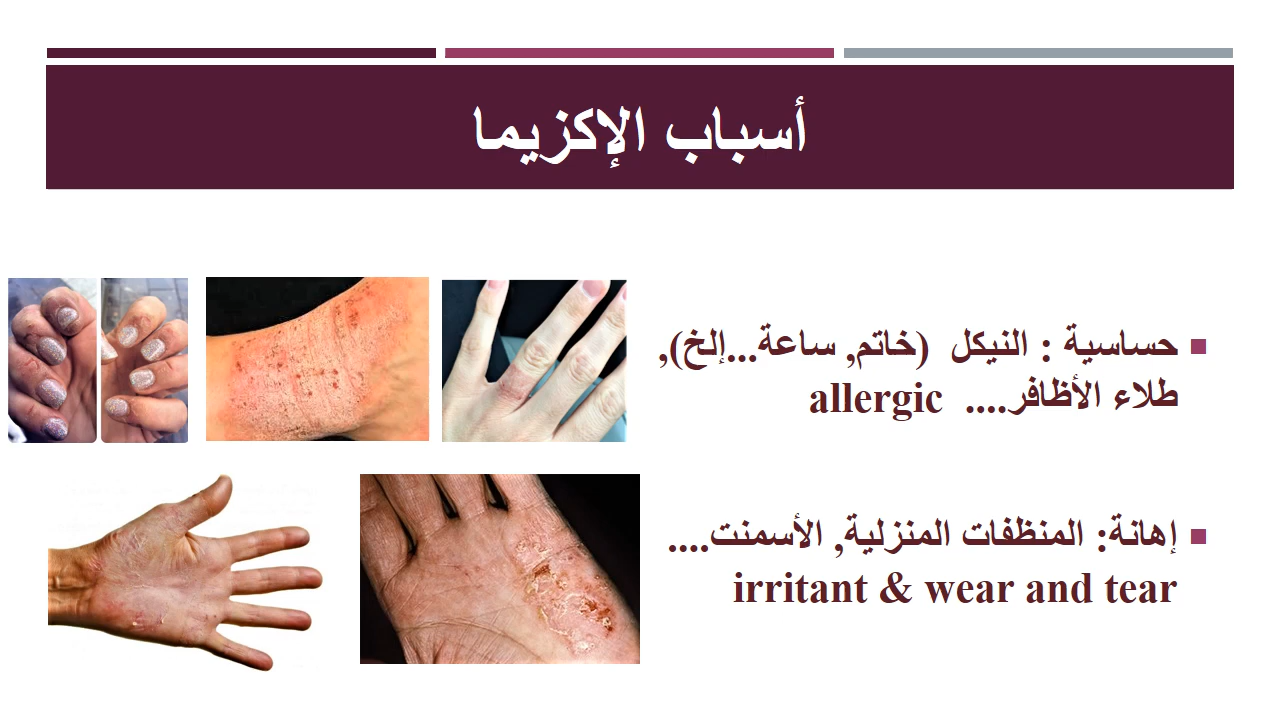 أسباب الإكزيما
حساسية : النيكل (خاتم, ساعة...إلخ),
طلاء الأظافر.... allergic
إهانة: المنظفات المنزلية, الأسمنت....
irritant & wear and tear